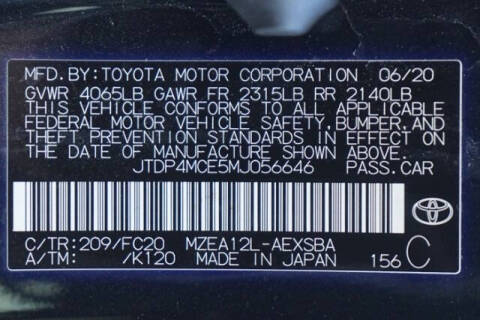 MFD.BY:TOYOTA MOTOR CORPORATION 06/20
GVWR 4065LB GAWR FR 2315LB RR 2140LB
THIS VEHICLE CONFORMS TO ALL APPLICABLE
FEDERAL MOTOR VEHICLE SAFETY,BUMPER,AND
THEFT PREVENTION STANDARDS IN EFFECT ON
THE DATE OF MANUFACTURE SHOWN ABOVE.
JTDP4MCE5MJ056646 PASS.CAR
TOYOTA
C/TR:209/FC20 MZEA12L-AEXSBA C
A/TM: /K120 MADE IN JAPAN 156